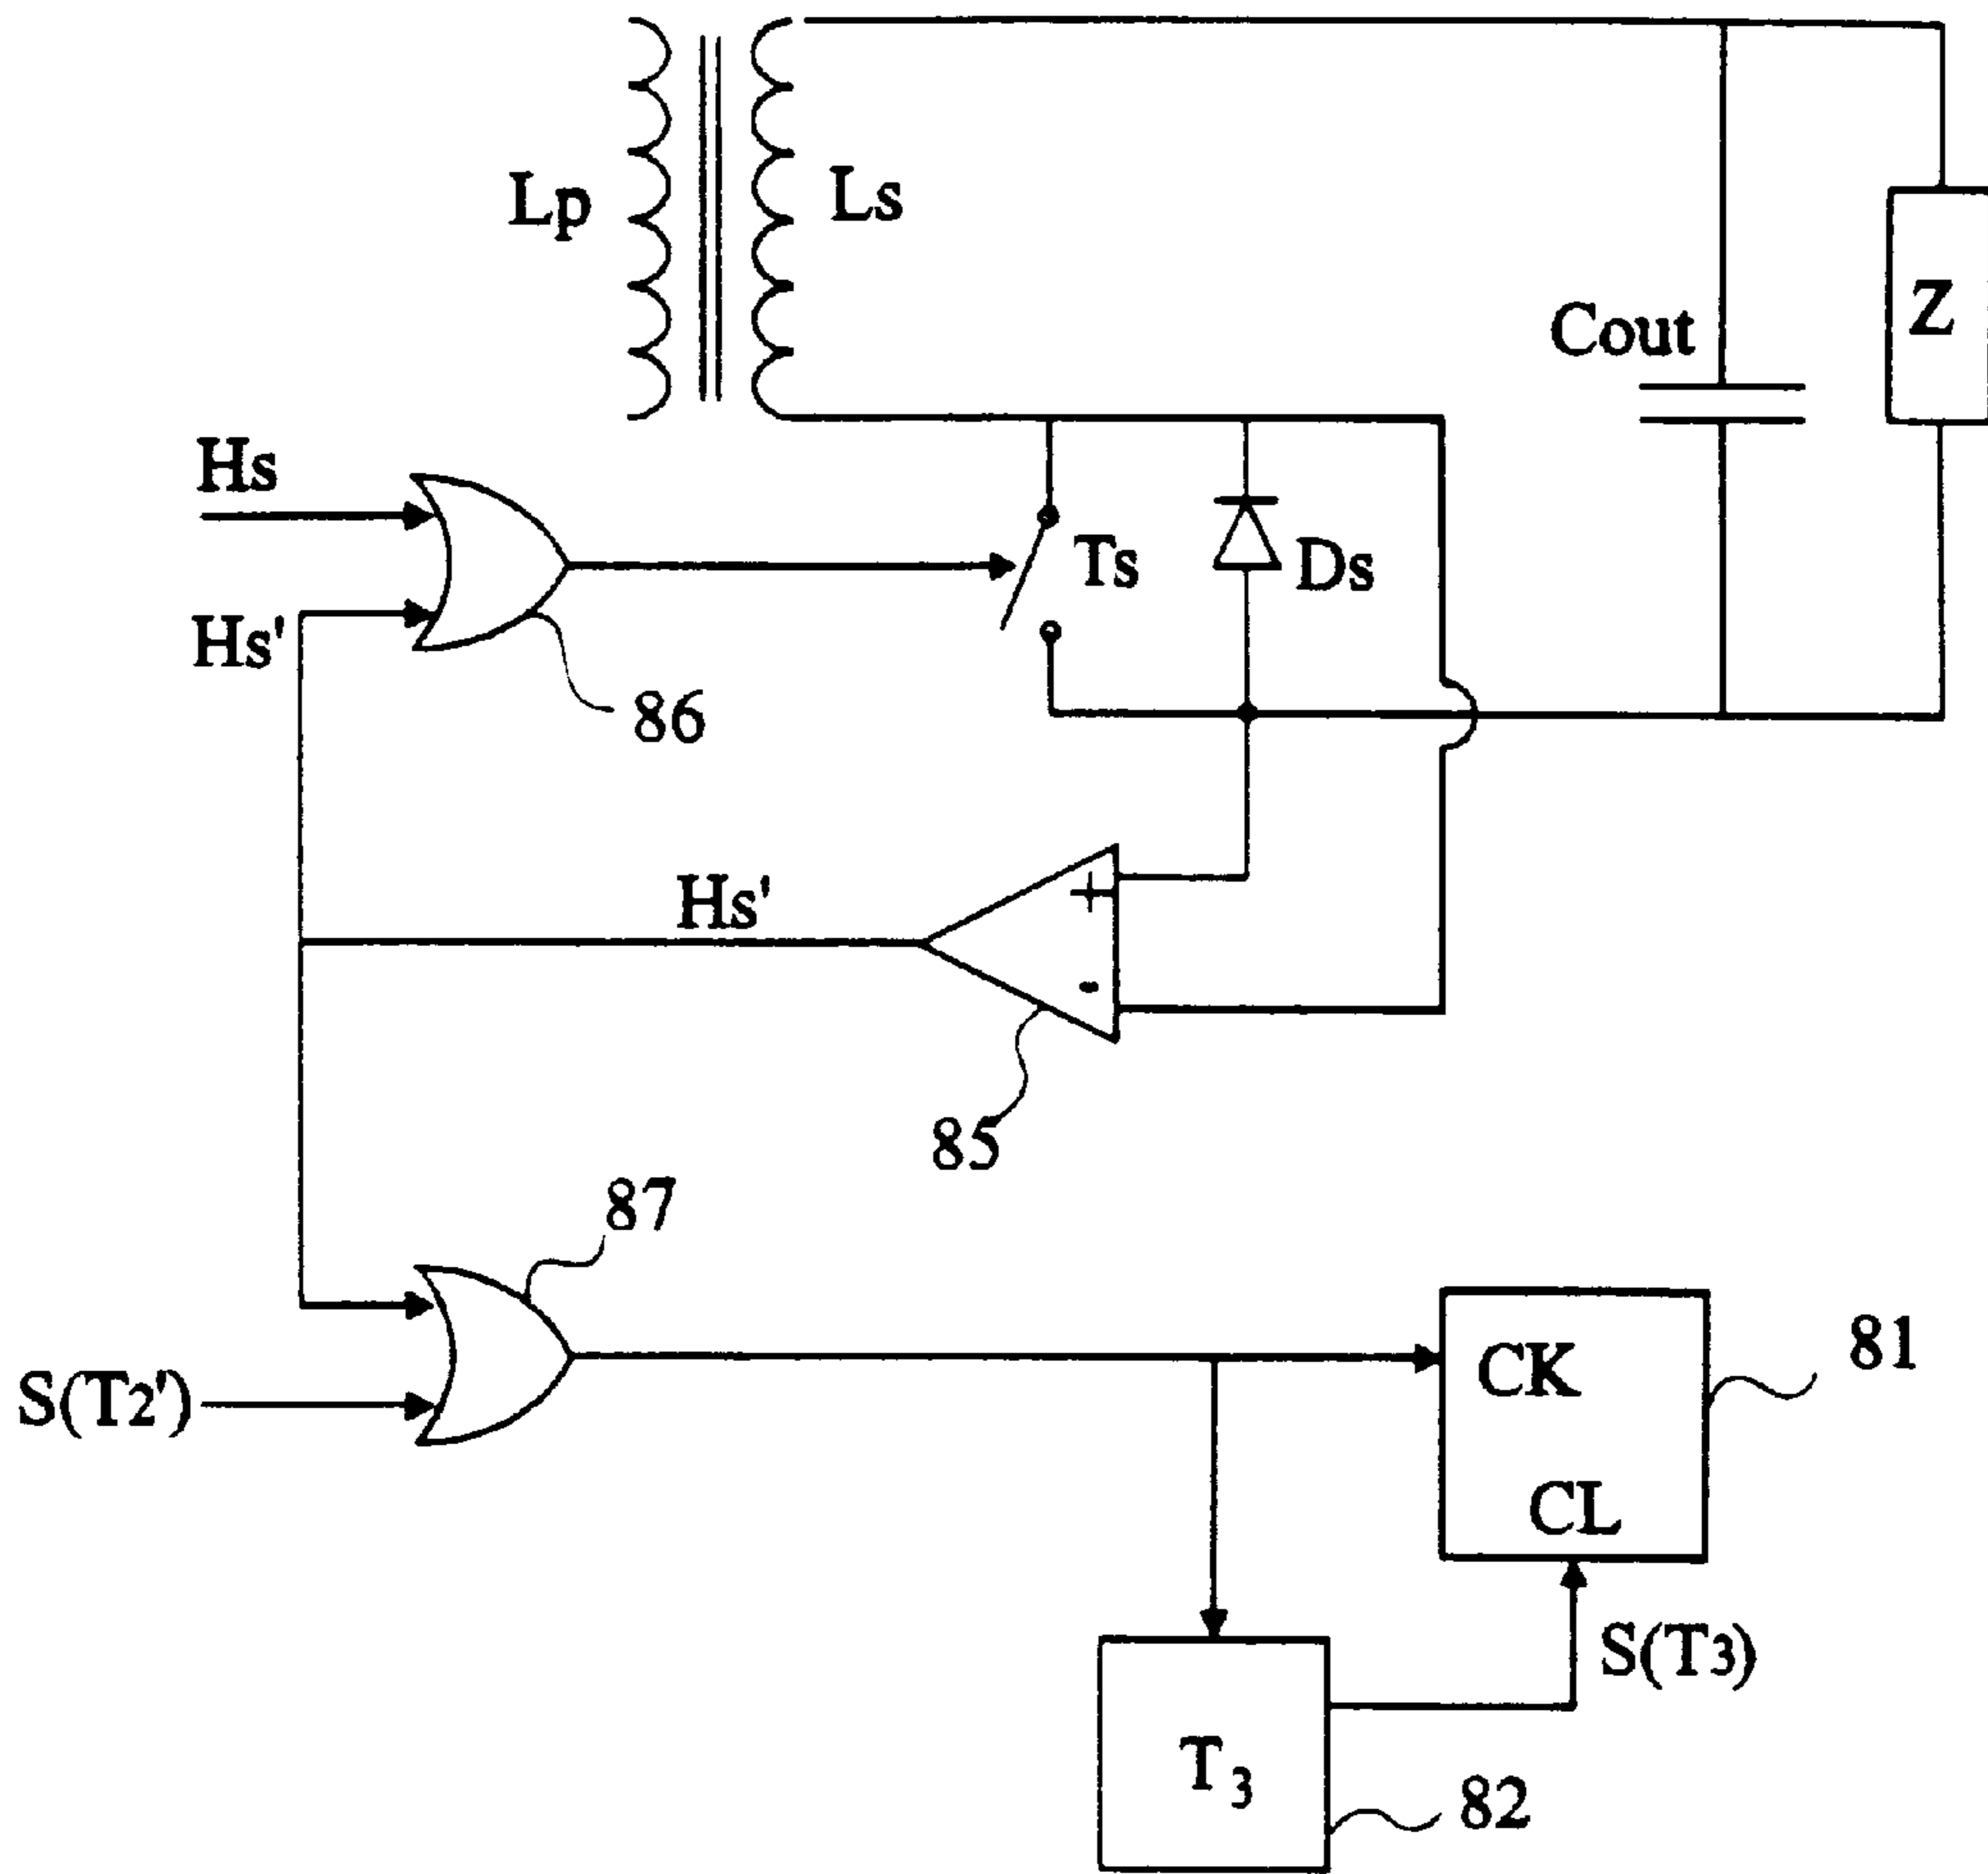 Lp
Ls
Z
Cout
Hs
Ts
Ds
Hs'
86
Hs'
+
-
85
87
S(T2')
CK
81
CL
S(T3)
T3
82